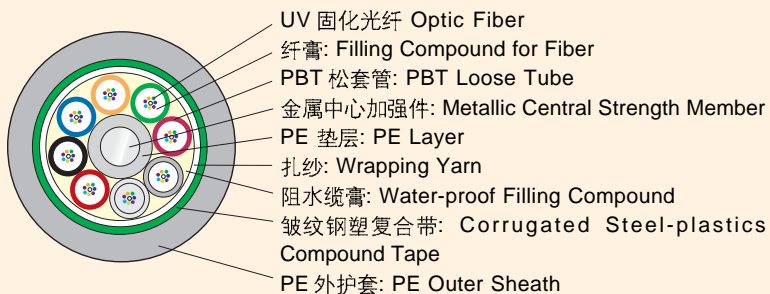 UV 固化光纤 Optic Fiber
纤膏: Filling Compound for Fiber
PBT 松套管: PBT Loose Tube
金属中心加强件: Metallic Central Strength Member
PE 垫层: PE Layer
扎纱: Wrapping Yarn
阻水缆膏: Water-proof Filling Compound
皱纹钢塑复合带: Corrugated Steel-plastics
Compound Tape
PE 外护套: PE Outer Sheath